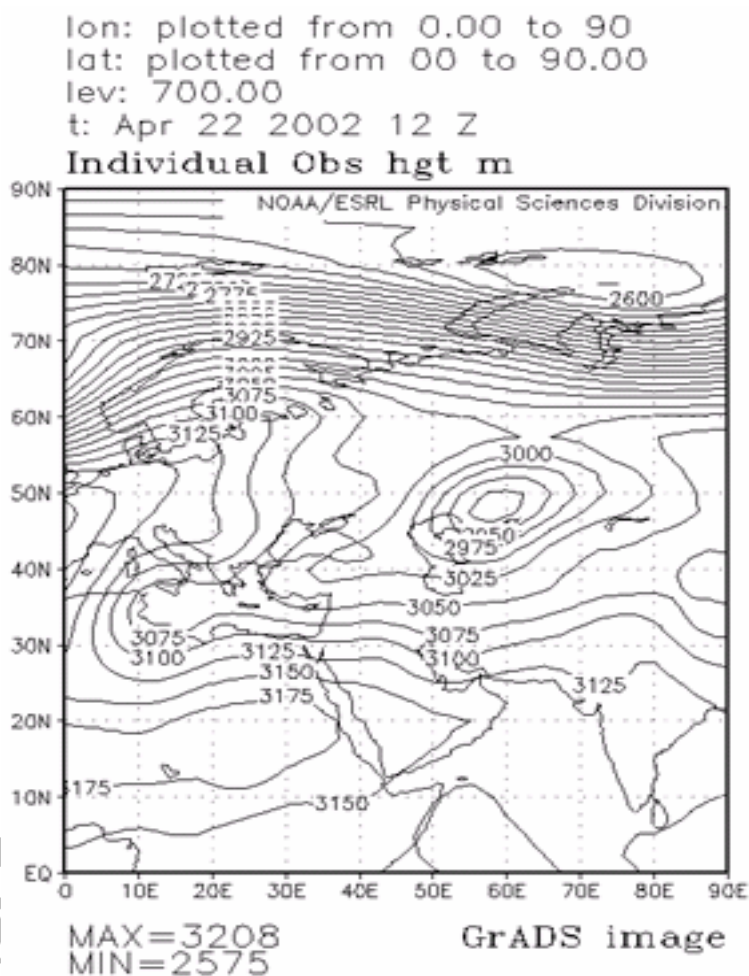 lon: plotted from 0.00 to 90
lat: plotted from 00 to 90.00
lev: 700.00
t: Apr 22 2002 12 Z
Individual Obs hgt m
90N
NOAA/ESRL Physical Sciences Division
80N
2775
2600
70N
2925
3075
60N
3100
3125
3000
50N
2975
40N
3025
3050
3075
3075
30N
3100
3125
3100
3150
3125
3175
20N
3175
10N
3150
EQ
0 10E 20E 30E 40E 50E 60E 70E 80E 90E
MAX=3208
GrADS image
MIN=2575